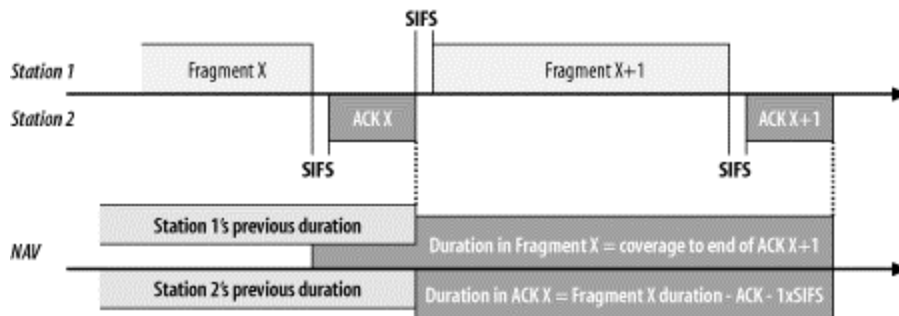 SIFS
Station 1
Fragment X
Fragment X+1
Station 2
ACK X
ACK X+1
SIFS
SIFS
Station 1's previous duration
Duration in Fragment X = coverage to end of ACK X+1
NAV
Station 2's previous duration
Duration in ACK X = Fragment X duration - ACK - 1xSIFS